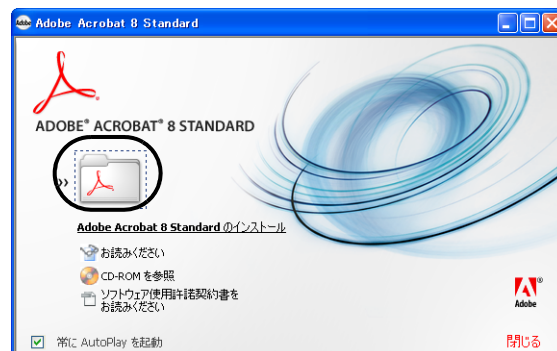 Adobe Acrobat 8 Standard
ADOBE® ACROBAT® 8 STANDARD
Adobe Acrobat 8 Standard のインストール
お読みください
CD-ROM を参照
ソフトウェア使用許諾契約書を
お読みください
Adobe
常に AutoPlay を起動
閉じる